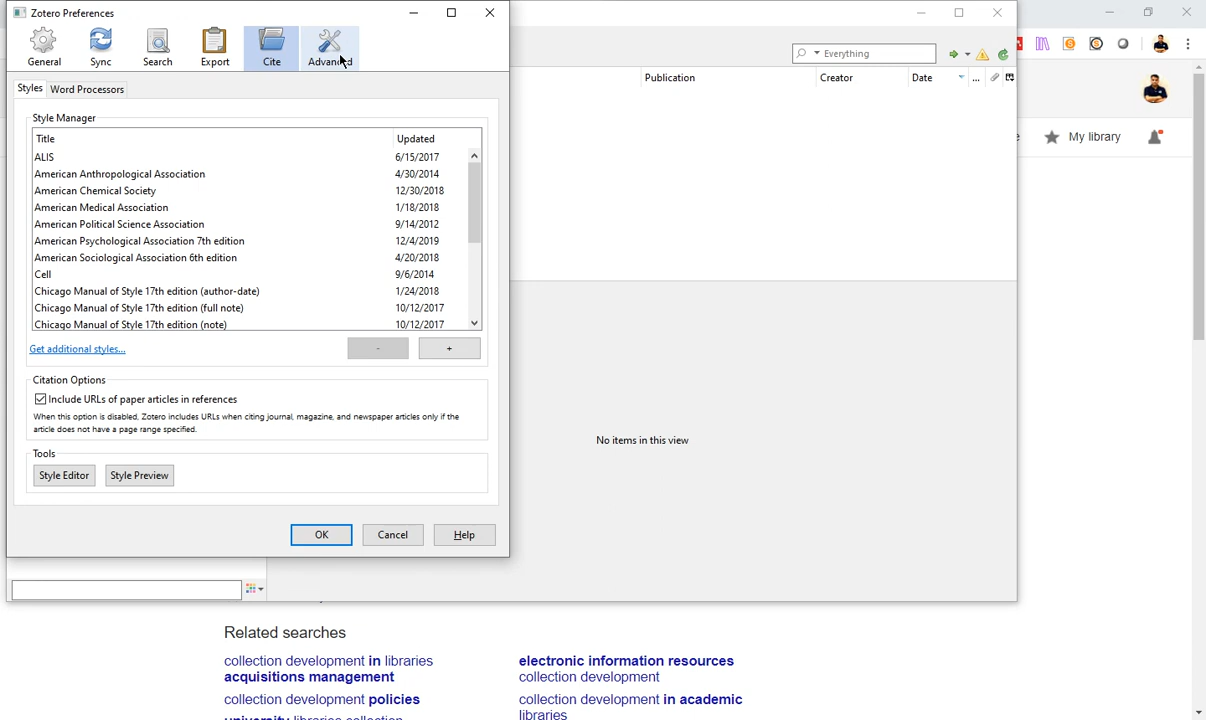 Zotero Preferences
General Sync Search Export Cite Advanced
Styles Word Processors
Style Manager
Title Updated
ALIS 6/15/2017
American Anthropological Association 4/30/2014
American Chemical Society 12/30/2018
American Medical Association 1/18/2018
American Political Science Association 9/14/2012
American Psychological Association 7th edition 12/4/2019
American Sociological Association 6th edition 4/20/2018
Cell 9/6/2014
Chicago Manual of Style 17th edition (author-date) 1/24/2018
Chicago Manual of Style 17th edition (full note) 10/12/2017
Chicago Manual of Style 17th edition (note) 10/12/2017
Get additional styles...
- +
Citation Options
Include URLs of paper articles in references
When this option is disabled, Zotero includes URLs when citing journal, magazine, and newspaper articles only if the
article does not have a page range specified.
Tools
Style Editor Style Preview
OK Cancel Help
Everything
Publication Creator Date ...
No items in this view
My library
Related searches
collection development in libraries
acquisitions management
collection development policies
electronic information resources
collection development
collection development in academic
libraries